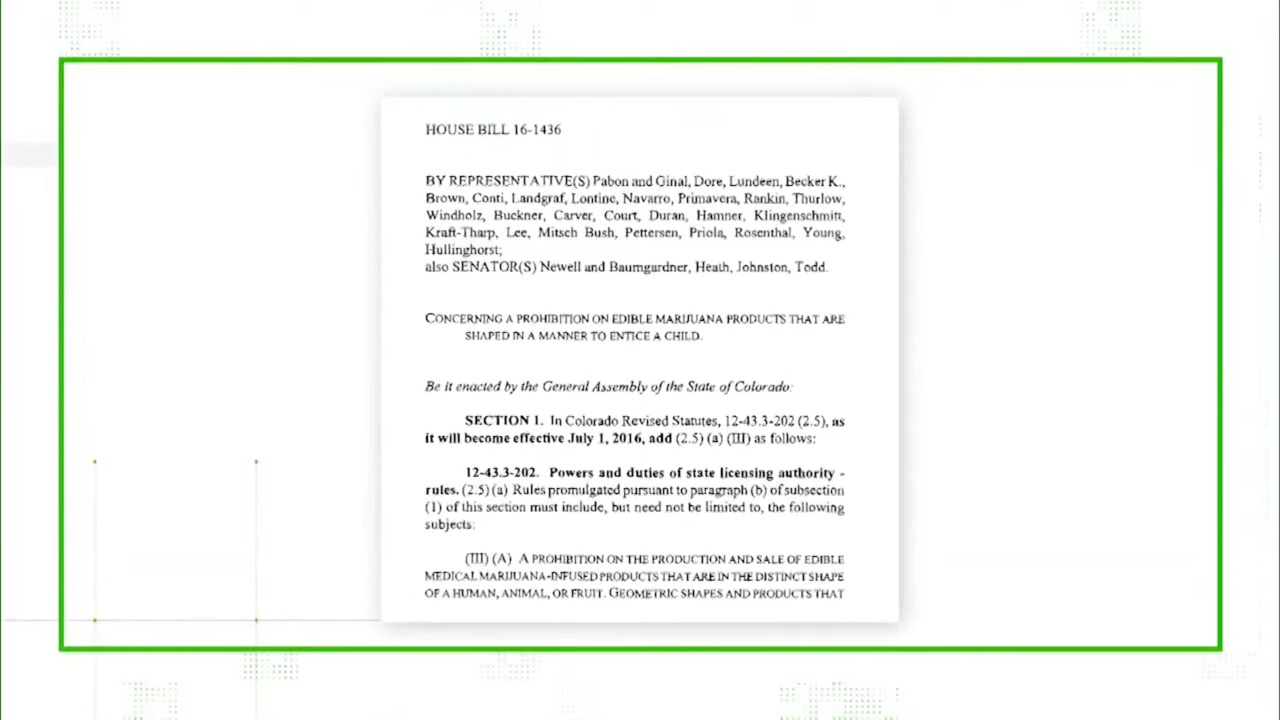 HOUSE BILL 16-1436
BY REPRESENTATIVE(S) Pabon and Ginal, Dore, Lundeen, Becker K.,
Brown, Conti, Landgraf, Lontine, Navarro, Primavera, Rankin, Thurlow,
Windholz, Buckner, Carver, Court, Duran, Hamner, Klingenschmitt,
Kraft-Tharp, Lee, Mitsch Bush, Pettersen, Priola, Rosenthal, Young,
Hullinghorst;
also SENATOR(S) Newell and Baumgardner, Heath, Johnston, Todd.
CONCERNING A PROHIBITION ON EDIBLE MARIJUANA PRODUCTS THAT ARE
SHAPED IN A MANNER TO ENTICE A CHILD.
Be it enacted by the General Assembly of the State of Colorado:
SECTION 1. In Colorado Revised Statutes, 12-43.3-202 (2.5), as
it will become effective July 1, 2016, add (2.5) (a) (III) as follows:
12-43.3-202. Powers and duties of state licensing authority -
rules. (2.5) (a) Rules promulgated pursuant to paragraph (b) of subsection
(1) of this section must include, but need not be limited to, the following
subjects:
(III) (A) A PROHIBITION ON THE PRODUCTION AND SALE OF EDIBLE
MEDICAL MARIJUANA-INFUSED PRODUCTS THAT ARE IN THE DISTINCT SHAPE
OF A HUMAN, ANIMAL, OR FRUIT. GEOMETRIC SHAPES AND PRODUCTS THAT